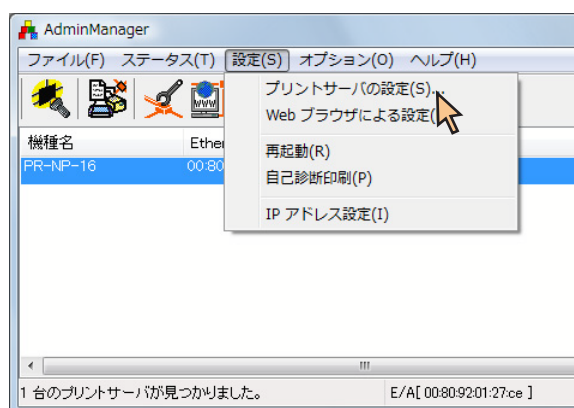 AdminManager
ファイル(F) ステータス(T) 設定(S) オプション(O) ヘルプ(H)
プリントサーバの設定(S)...
Web ブラウザによる設定(
再起動(R)
自己診断印刷(P)
IP アドレス設定(I)
WWW
機種名 Ether
PR-NP-16 00:80
1 台のプリントサーバが見つかりました。 E/A[ 00:80:92:01:27:ce ]